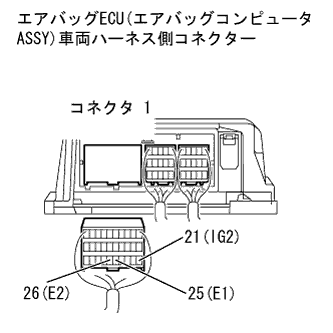 エアバッグECU(エアバッグコンピュータ
ASSY)車両ハーネス側コネクター
コネクタ 1
21(IG2)
26(E2)
25(E1)